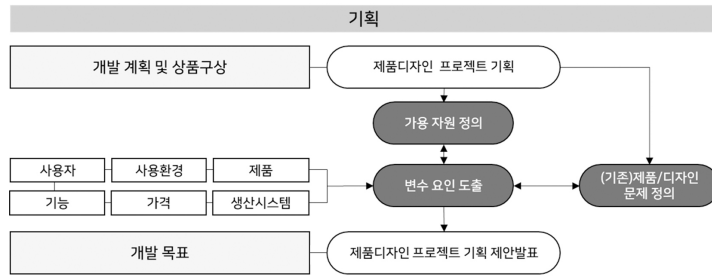 기획
개발 계획 및 상품구상
제품디자인 프로젝트 기획
가용 자원 정의
사용자
사용환경
제품
기능
가격
생산시스템
변수 요인 도출
(기존)제품/디자인
문제 정의
개발 목표
제품디자인 프로젝트 기획 제안발표